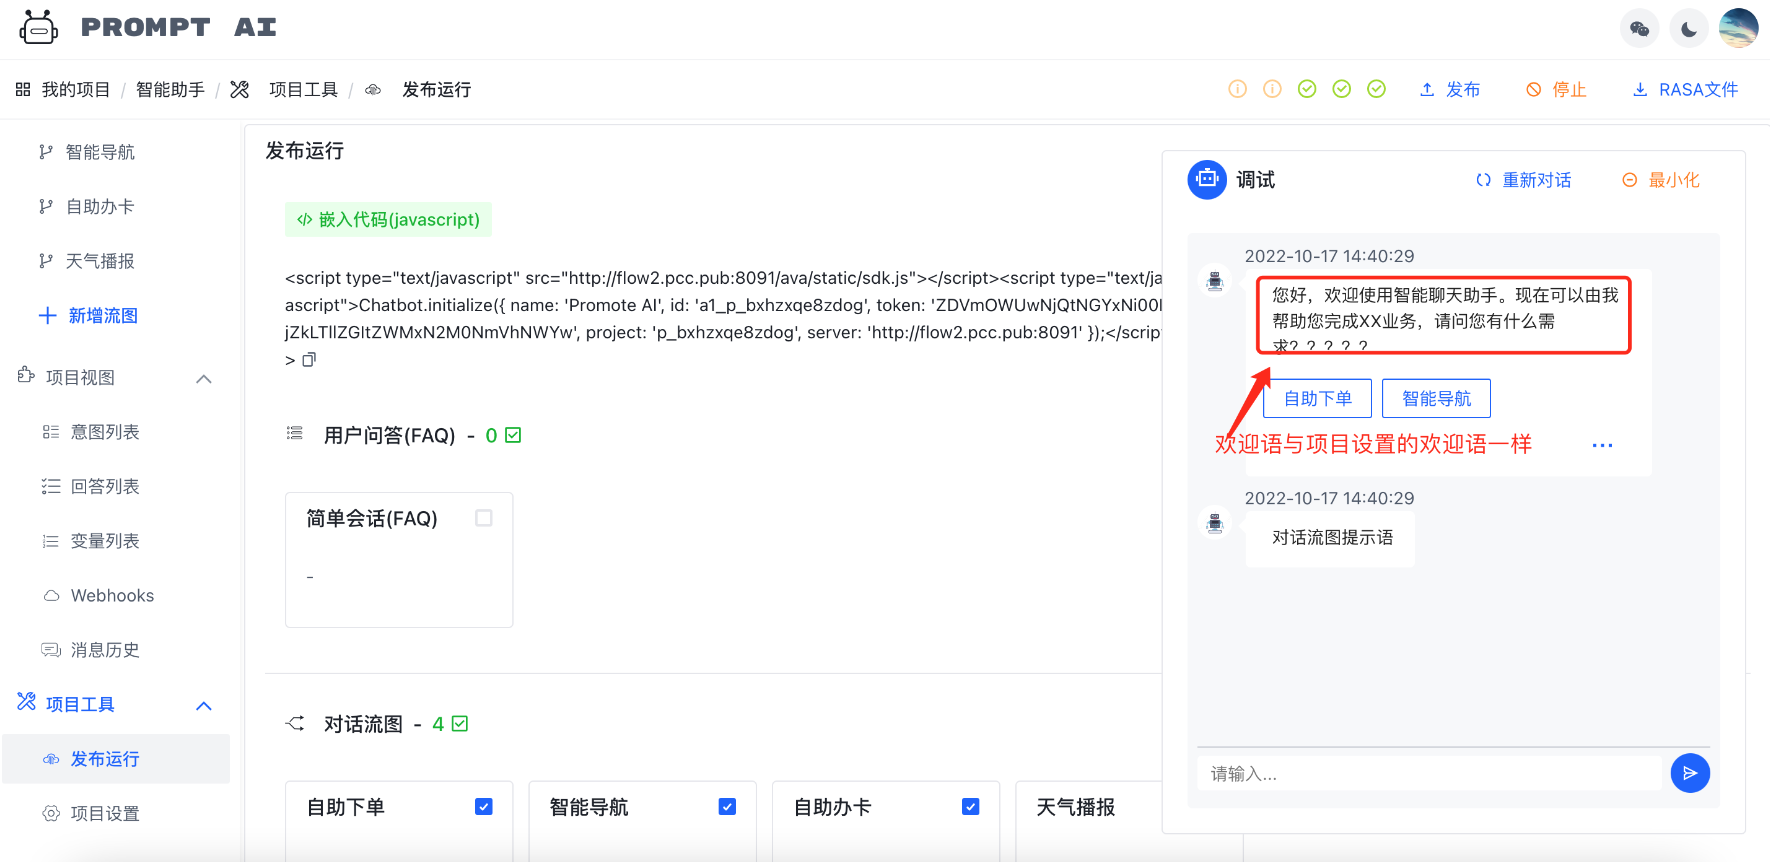 PROMPT AI
我的项目 / 智能助手 / 项目工具 / 发布运行
发布
停止
RASA文件
智能导航
自助办卡
天气播报
新增流图
项目视图
意图列表
回答列表
变量列表
Webhooks
消息历史
项目工具
发布运行
项目设置
发布运行
</> 嵌入代码(javascript)
<script type="text/javascript" src="http://flow2.pcc.pub:8091/ava/static/sdk.js"></script><script type="text/ja
ascript">Chatbot.initialize({ name: 'Promote AI', id: 'a1_p_bxhzxqe8zdog', token: 'ZDVmOWUwNjQtNGYxNi00
jZkLTllZGItZWMxN2M0NmVhNWYw', project: 'p_bxhzxqe8zdog', server: 'http://flow2.pcc.pub:8091' });</scrip
>
用户问答(FAQ) - 0
简单会话(FAQ)
-
对话流图 - 4
自助下单
智能导航
自助办卡
天气播报
调试
重新对话
最小化
2022-10-17 14:40:29
您好，欢迎使用智能聊天助手。现在可以由我
帮助您完成XX业务，请问您有什么需
求？？？？？
自助下单
智能导航
欢迎语与项目设置的欢迎语一样
...
2022-10-17 14:40:29
对话流图提示语
请输入...